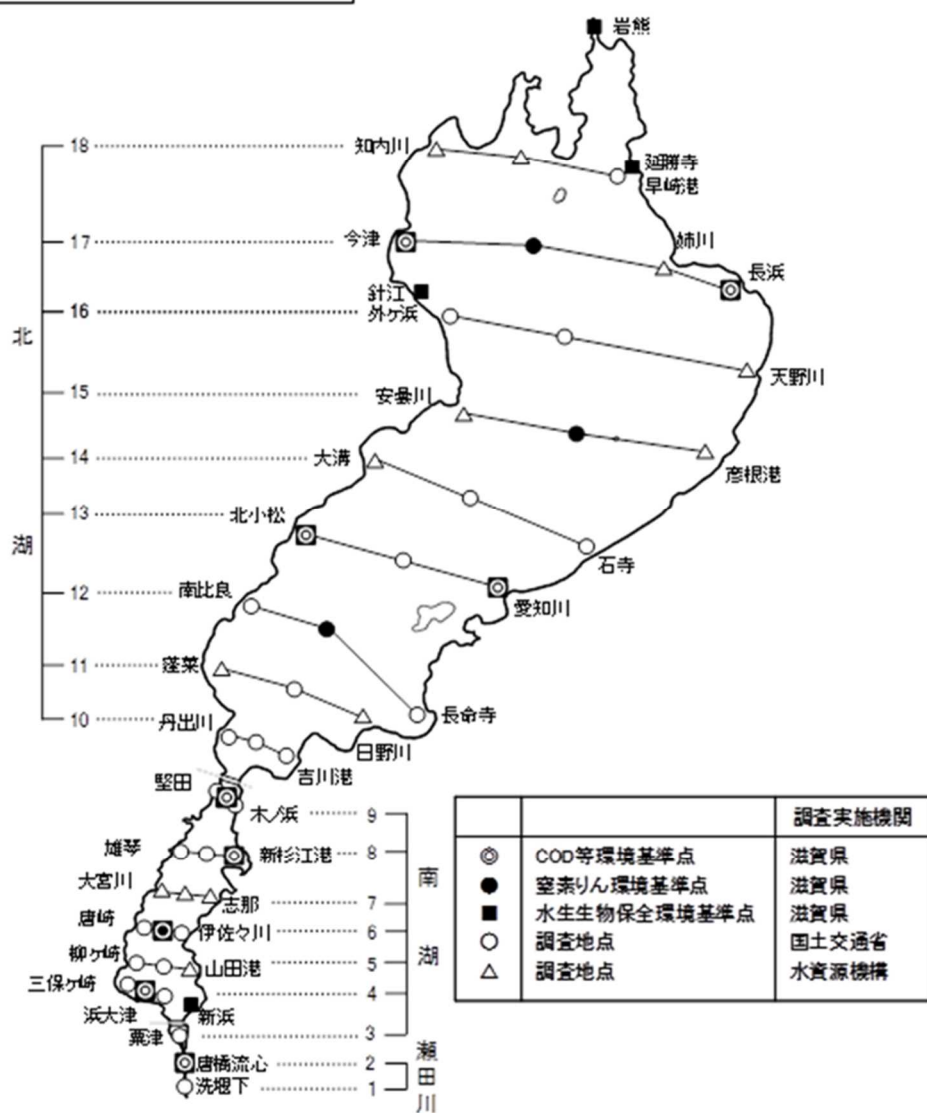 岩熊
18 知内川
延勝寺
早崎港
17 今津
姉川
長浜
針江
16 外ヶ浜
天野川
15 安曇川
14 大溝
彦根港
13 北小松
石寺
12 南比良
愛知川
11 蓬莱
10 丹出川
長命寺
日野川
吉川港
北湖
堅田
木ノ浜 9
雄琴
新杉江港 8
大宮川
志那 7
唐崎
伊佐々川 6
柳ヶ崎
山田港 5
三保ヶ崎
4
浜大津
新浜
粟津 3
南湖
唐橋流心 2
洗堰下 1
瀬田川
調査実施機関
◎ COD等環境基準点 滋賀県
●窒素りん環境基準点 滋賀県
■ 水生生物保全環境基準点 滋賀県
○ 調査地点 国土交通省
△ 調査地点 水資源機構